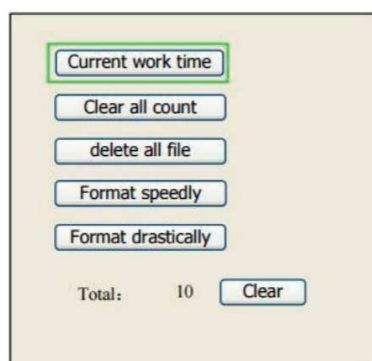 Current work time
Clear all count
delete all file
Format speedly
Format drastically
Total： 10 Clear